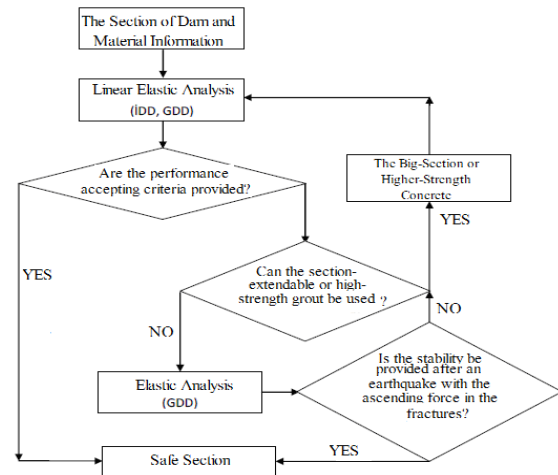 The Section of Dam and
Material Information
Linear Elastic Analysis
(İDD, GDD)
Are the performance
accepting criteria provided?
The Big-Section or
Higher-Strength
Concrete
YES
YES
Can the section-
extendable or high-
strength grout be used ?
NO
NO
Elastic Analysis
(GDD)
Is the stability be
provided after an
earthquake with the
ascending force in the
fractures?
YES
Safe Section